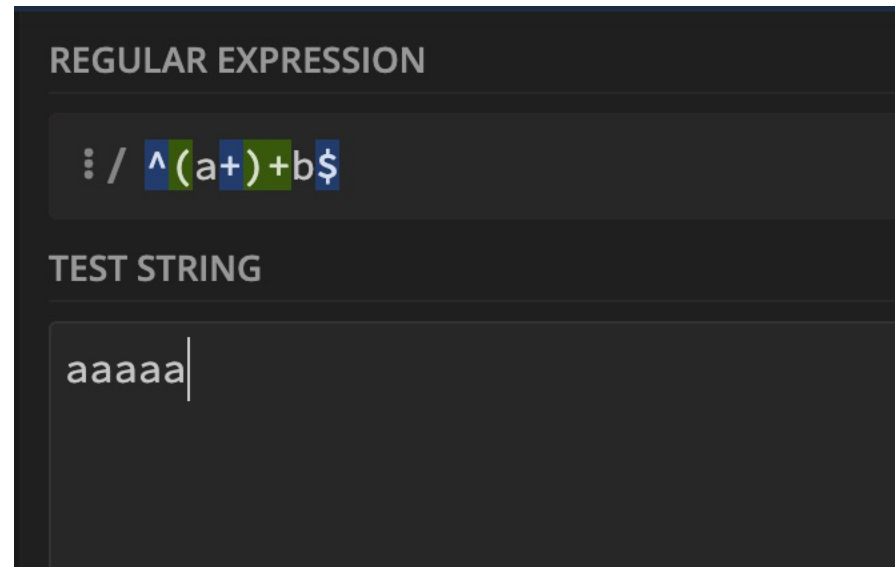 REGULAR EXPRESSION
⋮ / ^(a+)+b$
TEST STRING
aaaaa